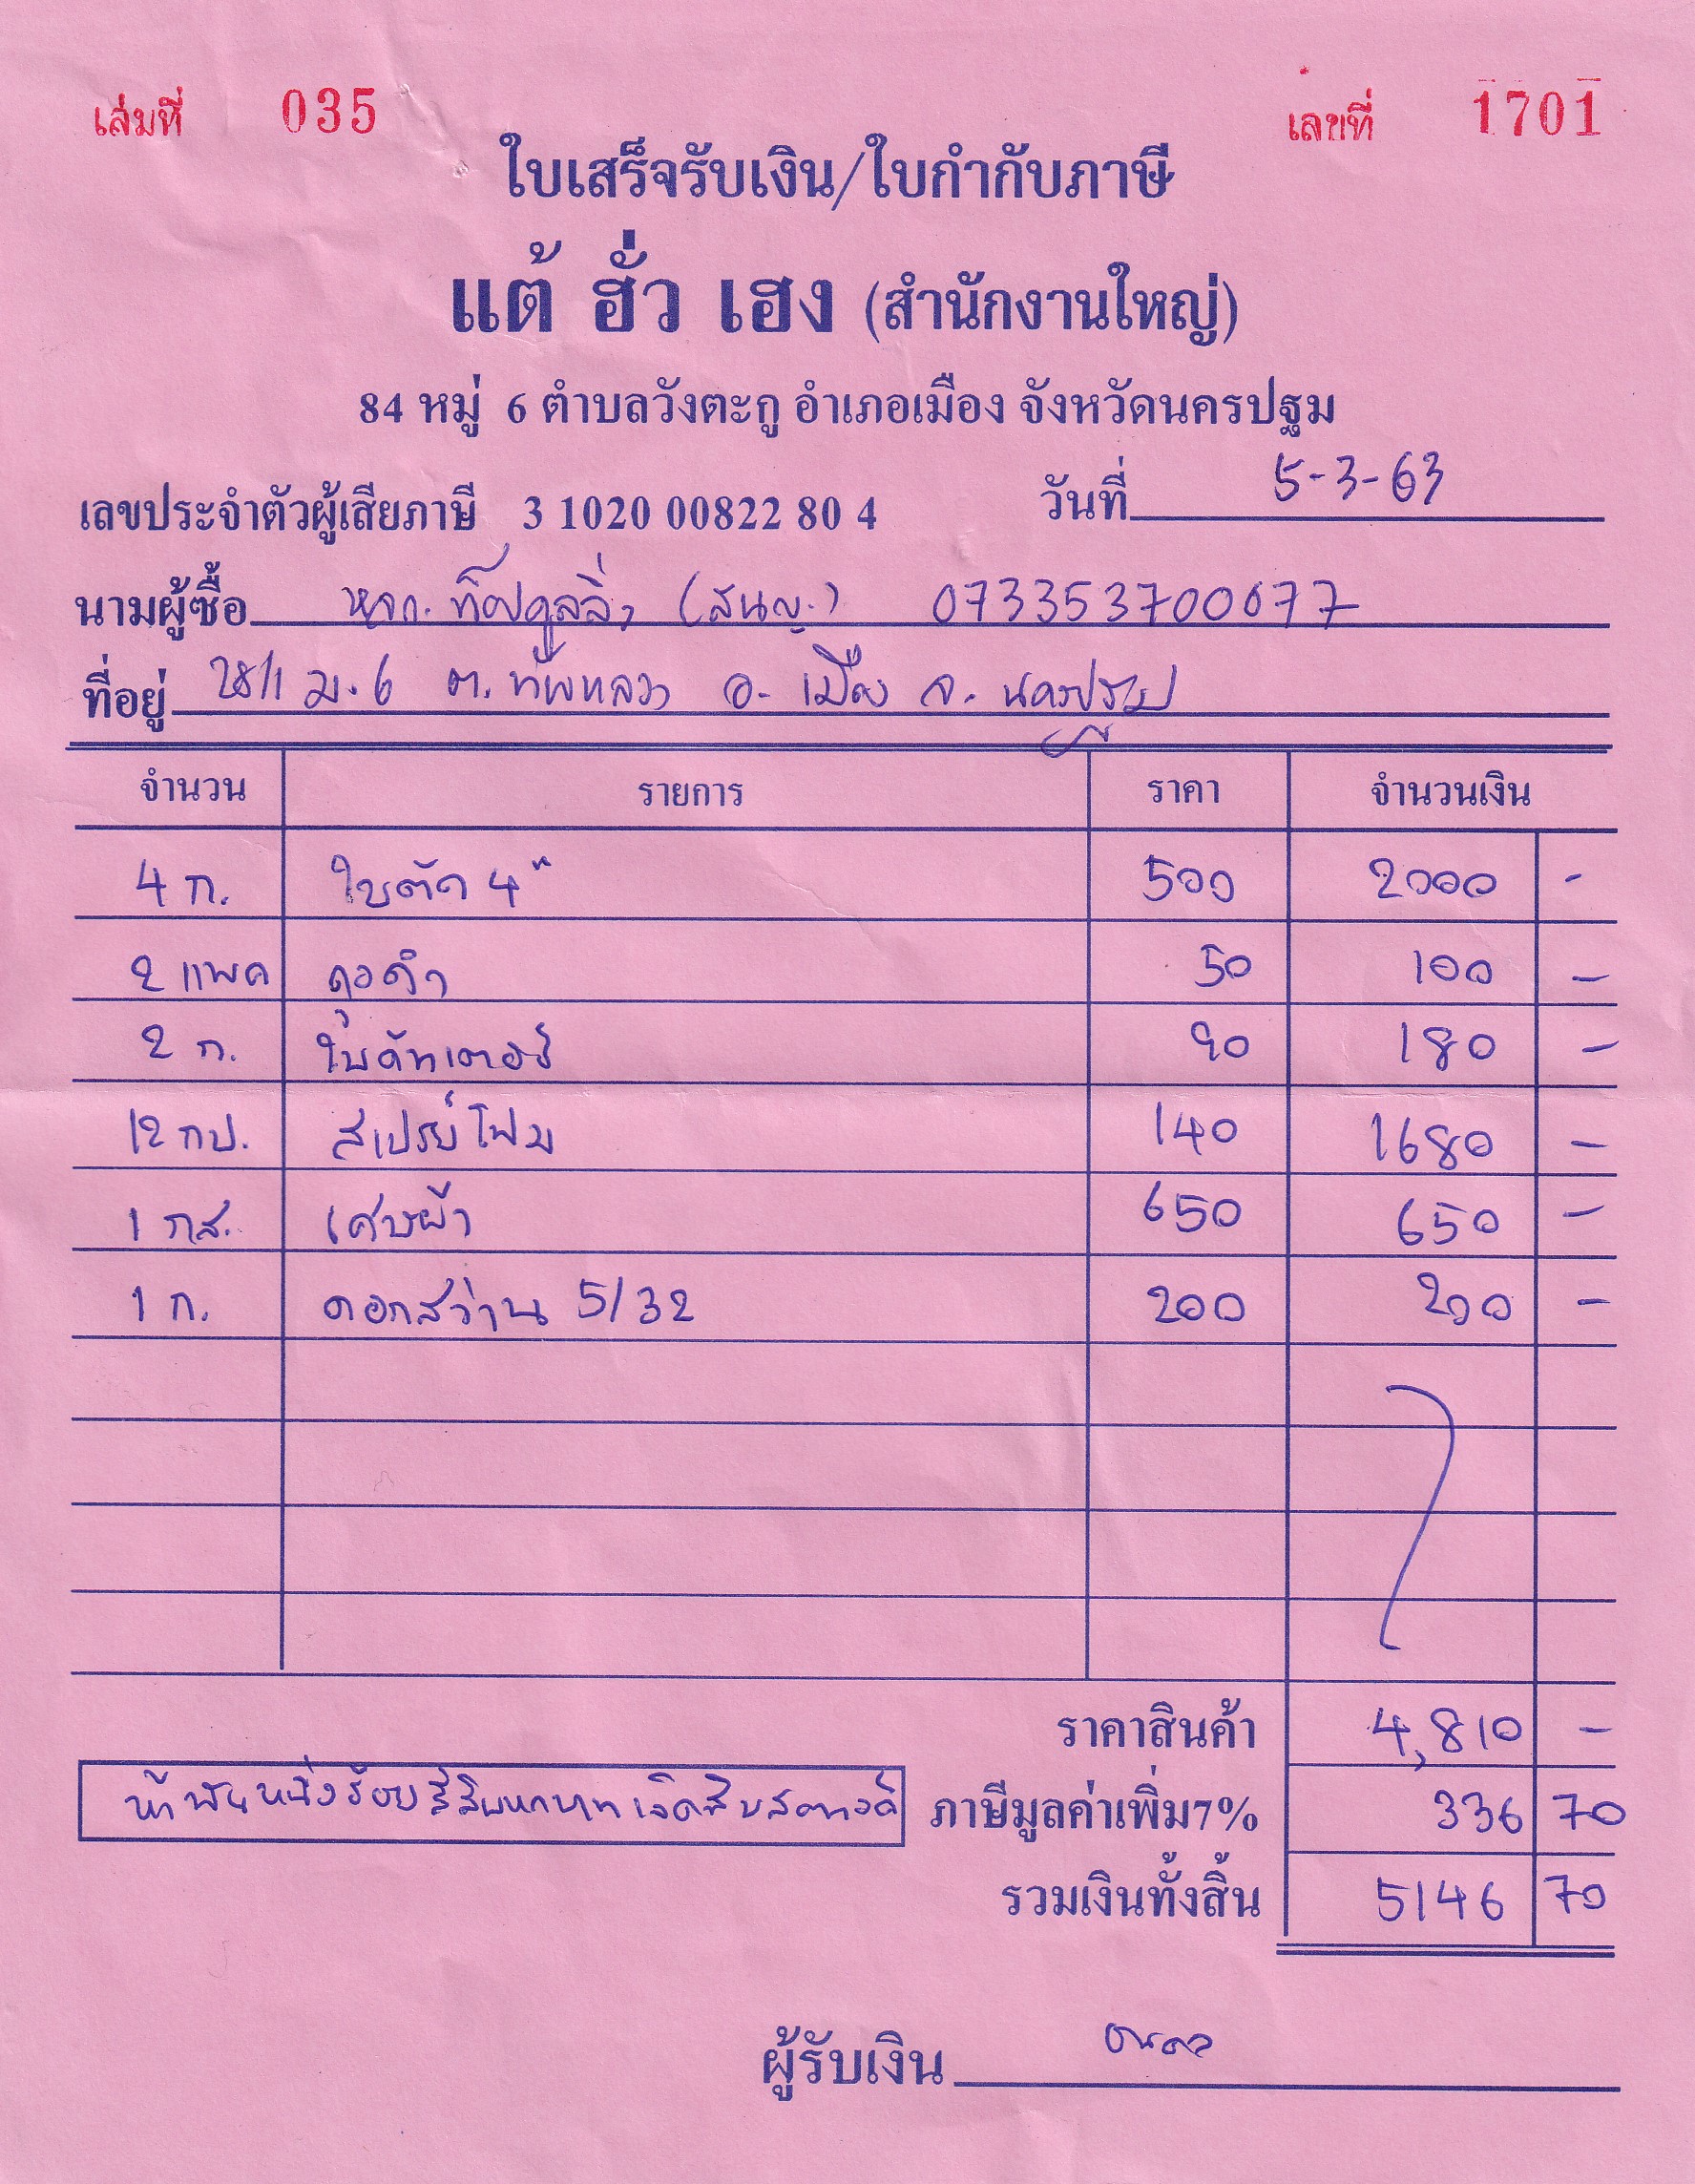 เล่มที่ 035 เลขที่ 1701
ใบเสร็จรับเงิน/ใบกำกับภาษี
แต้ ฮั่ว เฮง (สำนักงานใหญ่)
84 หมู่ 6 ตำบลวังตะกู อำเภอเมือง จังหวัดนครปฐม
เลขประจำตัวผู้เสียภาษี 3 1020 00822 80 4 วันที่ 5-3-63
นามผู้ซื้อ หจก. ท็อปคูลลิ่ง (สนญ.) 073353700077
ที่อยู่ 28/1 ม.6 ต. ทัพหลวง อ. เมือง จ. นครปฐม
จำนวน รายการ ราคา จำนวนเงิน
4 ก. ใบตัด 4" 500 2000 -
2 แพค ถุงดำ 50 100 -
2 ก. ใบคัทเตอร์ 90 180 -
12 กป. สเปรย์โฟม 140 1680 -
1 กส. เศษผ้า 650 650 -
1 ก. ดอกสว่าน 5/32 200 200 -
ราคาสินค้า 4,810 -
ห้าพันหนึ่งร้อยสี่สิบหกบาทเจ็ดสิบสตางค์ ภาษีมูลค่าเพิ่ม7% 336 70
รวมเงินทั้งสิ้น 5146 70
ผู้รับเงิน